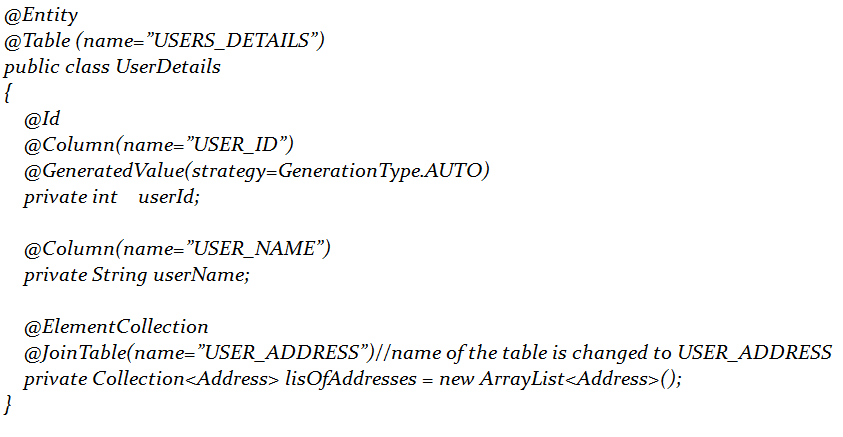 @Entity
@Table (name=”USERS_DETAILS”)
public class UserDetails
{
@Id
@Column(name=”USER_ID”)
@GeneratedValue(strategy=GenerationType.AUTO)
private int userId;
@Column(name=”USER_NAME”)
private String userName;
@ElementCollection
@JoinTable(name=”USER_ADDRESS”)//name of the table is changed to USER_ADDRESS
private Collection<Address> lisOfAddresses = new ArrayList<Address>();
}